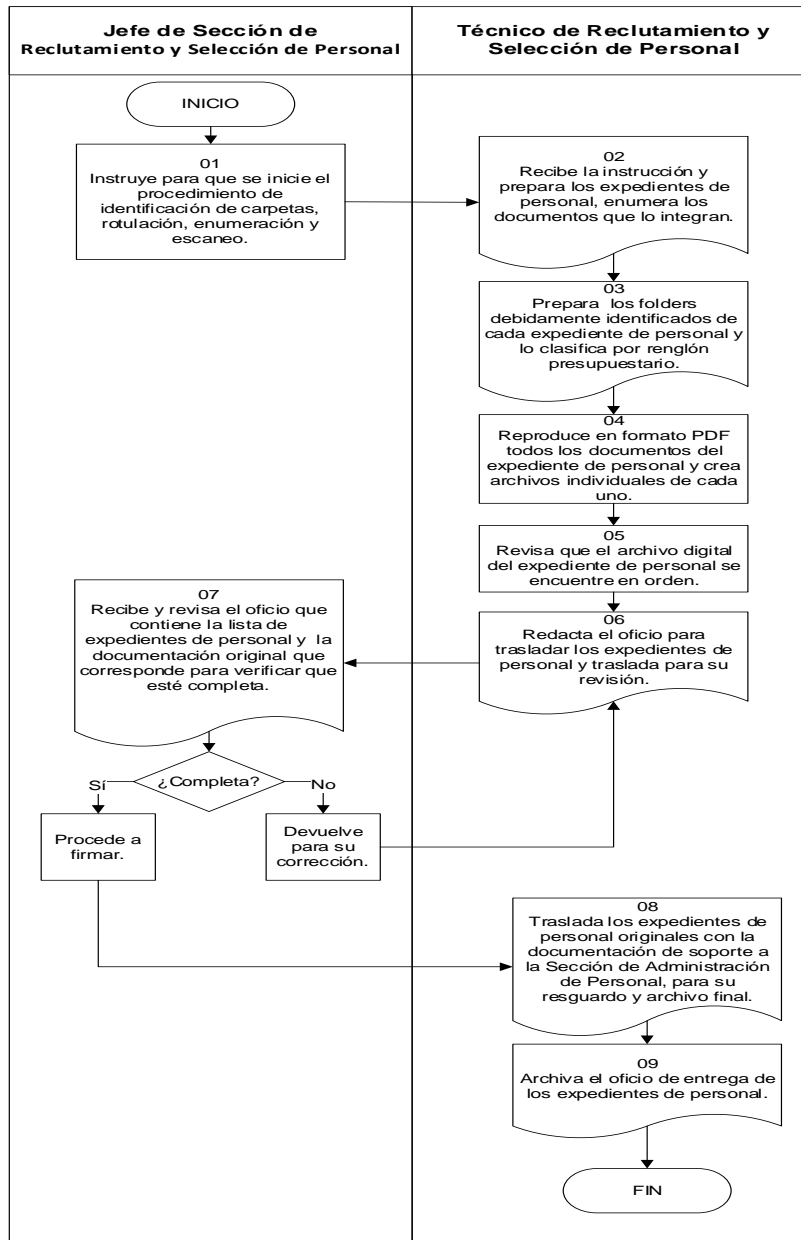 Jefe de Sección de
Reclutamiento y Selección de Personal
Técnico de Reclutamiento y
Selección de Personal
INICIO
01
Instruye para que se inicie el
procedimiento de
identificación de carpetas,
rotulación, enumeración y
escaneo.
02
Recibe la instrucción y
prepara los expedientes de
personal, enumera los
documentos que lo integran.
03
Prepara los folders
debidamente identificados de
cada expediente de personal y
lo clasifica por renglón
presupuestario.
04
Reproduce en formato PDF
todos los documentos del
expediente de personal y crea
archivos individuales de cada
uno.
05
Revisa que el archivo digital
del expediente de personal se
encuentre en orden.
06
Redacta el oficio para
trasladar los expedientes de
personal y traslada para su
revisión.
07
Recibe y revisa el oficio que
contiene la lista de
expedientes de personal y la
documentación original que
corresponde para verificar que
esté completa.
¿Completa?
Sí
No
Procede a
firmar.
Devuelve
para su
corrección.
08
Traslada los expedientes de
personal originales con la
documentación de soporte a
la Sección de Administración
de Personal, para su
resguardo y archivo final.
09
Archiva el oficio de entrega de
los expedientes de personal.
FIN